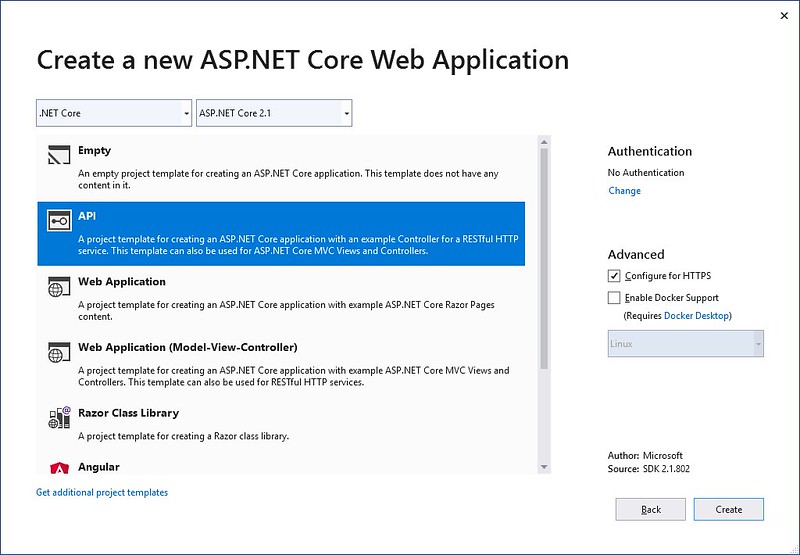 Create a new ASP.NET Core Web Application
.NET Core
ASP.NET Core 2.1
Empty
An empty project template for creating an ASP.NET Core application. This template does not have any
content in it.
API
A project template for creating an ASP.NET Core application with an example Controller for a RESTful HTTP
service. This template can also be used for ASP.NET Core MVC Views and Controllers.
Web Application
A project template for creating an ASP.NET Core application with example ASP.NET Core Razor Pages
content.
Web Application (Model-View-Controller)
A project template for creating an ASP.NET Core application with example ASP.NET Core MVC Views and
Controllers. This template can also be used for RESTful HTTP services.
Razor Class Library
A project template for creating a Razor class library.
Angular
Get additional project templates
Authentication
No Authentication
Change
Advanced
Configure for HTTPS
Enable Docker Support
(Requires Docker Desktop)
Linux
Author: Microsoft
Source: SDK 2.1.802
Back
Create